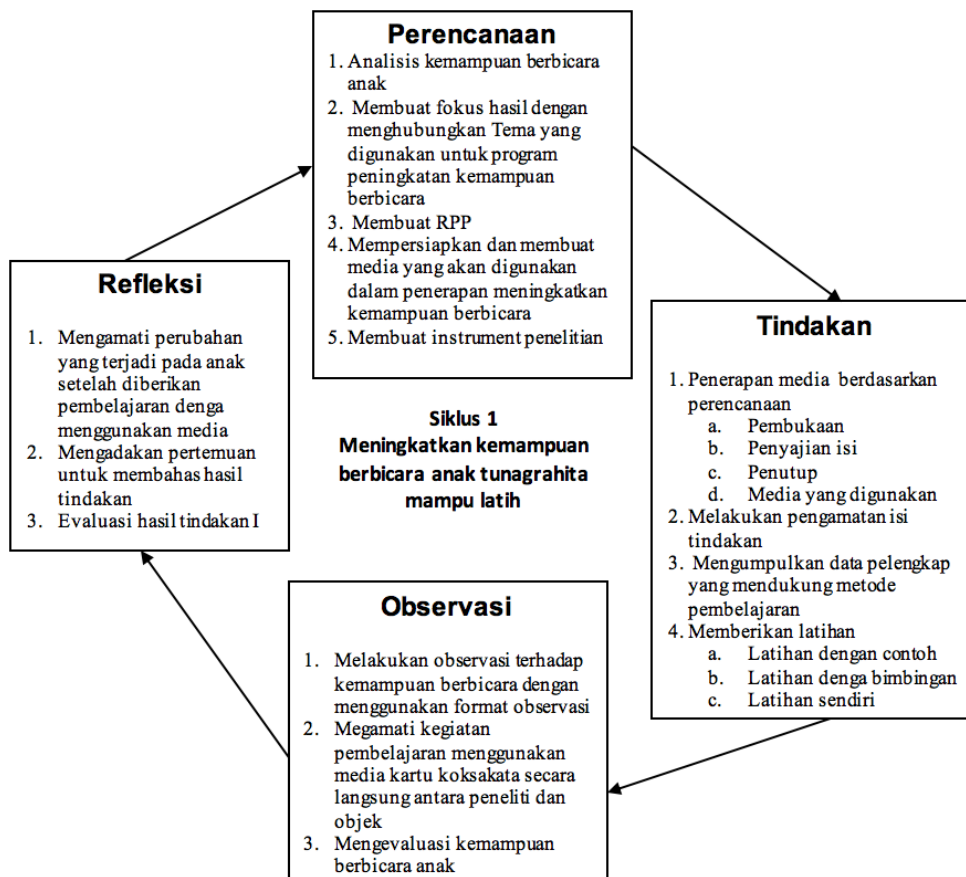 Perencanaan
1. Analisis kemampuan berbicara
anak
2. Membuat fokus hasil dengan
menghubungkan Tema yang
digunakan untuk program
peningkatan kemampuan
berbicara
3. Membuat RPP
4. Mempersiapkan dan membuat
media yang akan digunakan
dalam penerapan meningkatkan
kemampuan berbicara
5. Membuat instrument penelitian
Tindakan
1. Penerapan media berdasarkan
perencanaan
a. Pembukaan
b. Penyajian isi
c. Penutup
d. Media yang digunakan
2. Melakukan pengamatan isi
tindakan
3. Mengumpulkan data pelengkap
yang mendukung metode
pembelajaran
4. Memberikan latihan
a. Latihan dengan contoh
b. Latihan denga bimbingan
c. Latihan sendiri
Observasi
1. Melakukan observasi terhadap
kemampuan berbicara dengan
menggunakan format observasi
2. Megamati kegiatan
pembelajaran menggunakan
media kartu koksakata secara
langsung antara peneliti dan
objek
3. Mengevaluasi kemampuan
berbicara anak
Refleksi
1. Mengamati perubahan
yang terjadi pada anak
setelah diberikan
pembelajaran denga
menggunakan media
2. Mengadakan pertemuan
untuk membahas hasil
tindakan
3. Evaluasi hasil tindakan I
Siklus 1
Meningkatkan kemampuan
berbicara anak tunagrahita
mampu latih